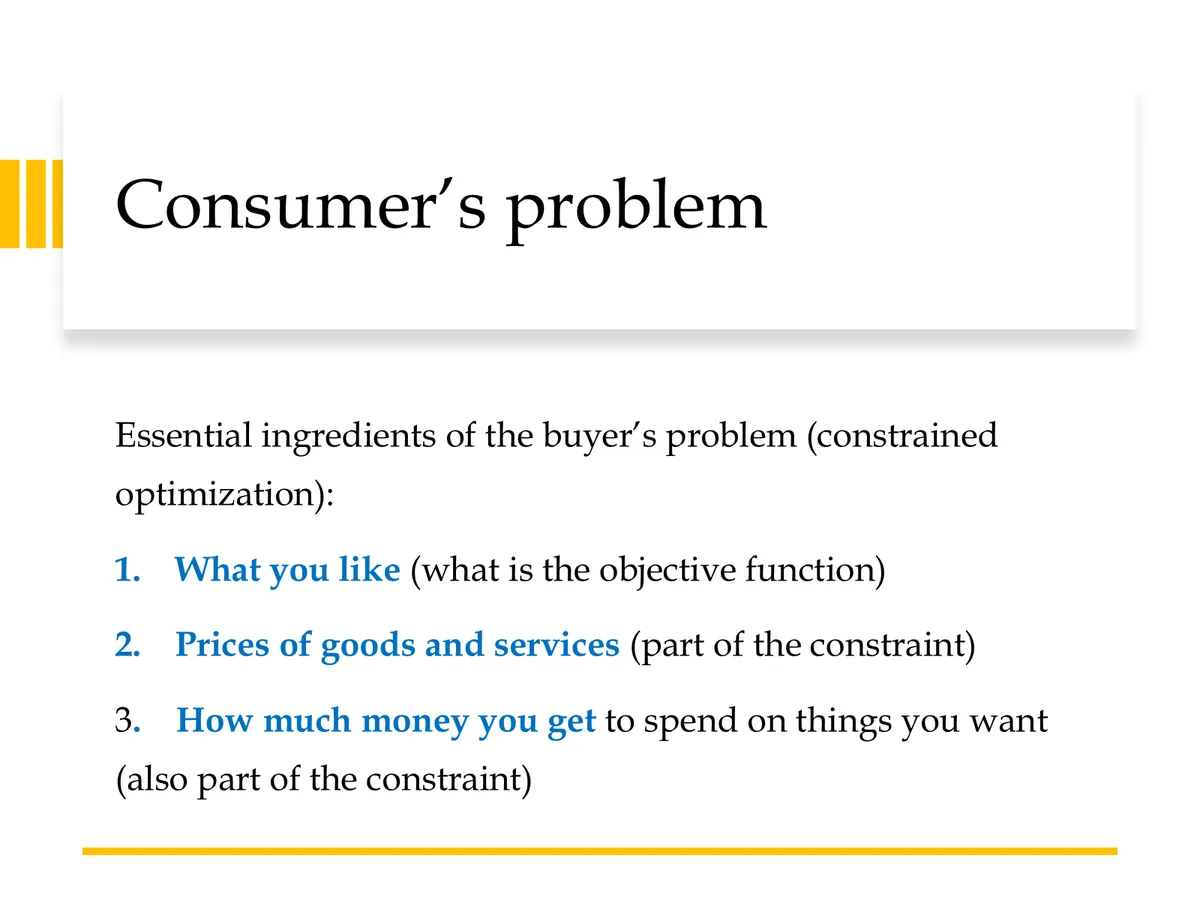 Consumer’s problem
Essential ingredients of the buyer’s problem (constrained
optimization):
1. What you like (what is the objective function)
2. Prices of goods and services (part of the constraint)
3. How much money you get to spend on things you want
(also part of the constraint)